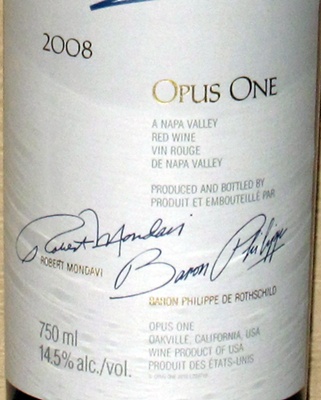 2008
OPUS ONE
A NAPA VALLEY
RED WINE
VIN ROUGE
DE NAPA VALLEY
PRODUCED AND BOTTLED BY
PRODUIT ET EMBOUTEILLÉ PAR
Robert Mondavi
ROBERT MONDAVI
Baron Philippe
BARON PHILIPPE DE ROTHSCHILD
750 ml
14.5% alc./vol.
OPUS ONE
OAKVILLE, CALIFORNIA, USA
WINE PRODUCT OF USA
PRODUIT DES ÉTATS-UNIS